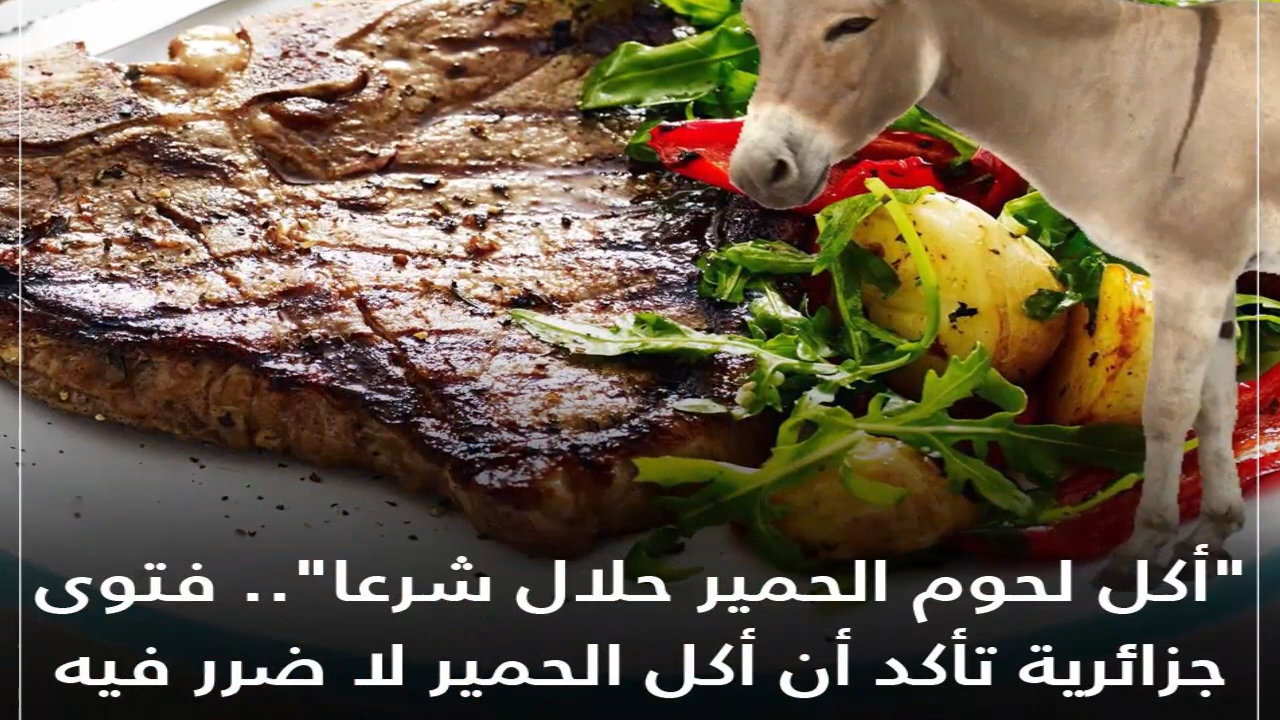 "أكل لحوم الحمير حلال شرعا".. فتوى
جزائرية تأكد أن أكل الحمير لا ضرر فيه